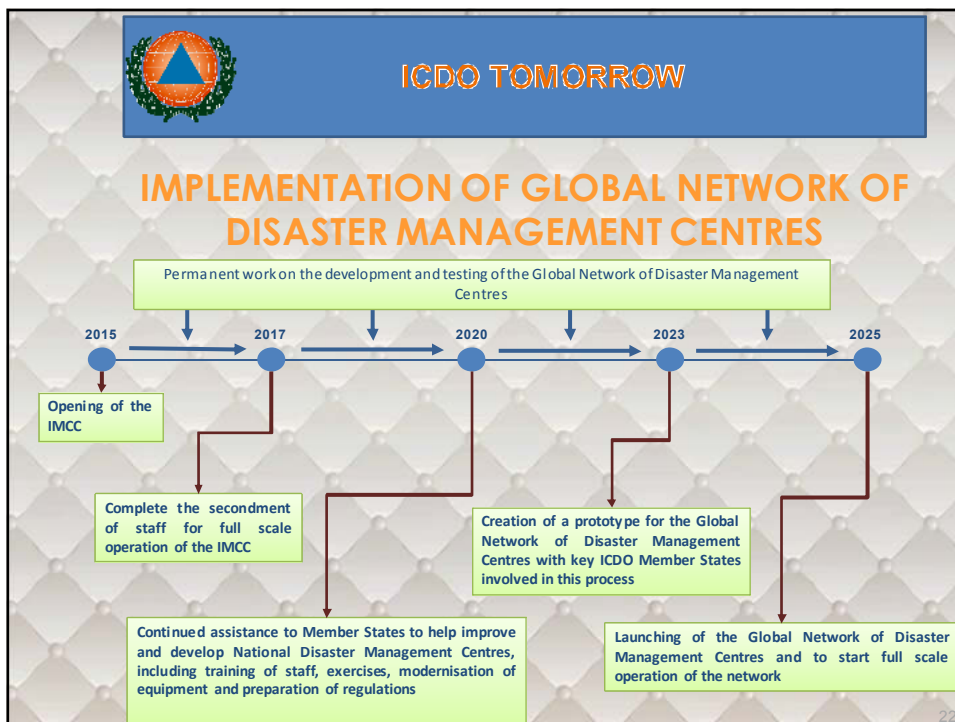 ICDO TOMORROW
IMPLEMENTATION OF GLOBAL NETWORK OF
DISASTER MANAGEMENT CENTRES
Permanent work on the development and testing of the Global Network of Disaster Management
Centres
2015
2017
2020
2023
2025
Opening of the
IMCC
Complete the secondment
of staff for full scale
operation of the IMCC
Creation of a prototype for the Global
Network of Disaster Management
Centres with key ICDO Member States
involved in this process
Continued assistance to Member States to help improve
and develop National Disaster Management Centres,
including training of staff, exercises, modernisation of
equipment and preparation of regulations
Launching of the Global Network of Disaster
Management Centres and to start full scale
operation of the network
22